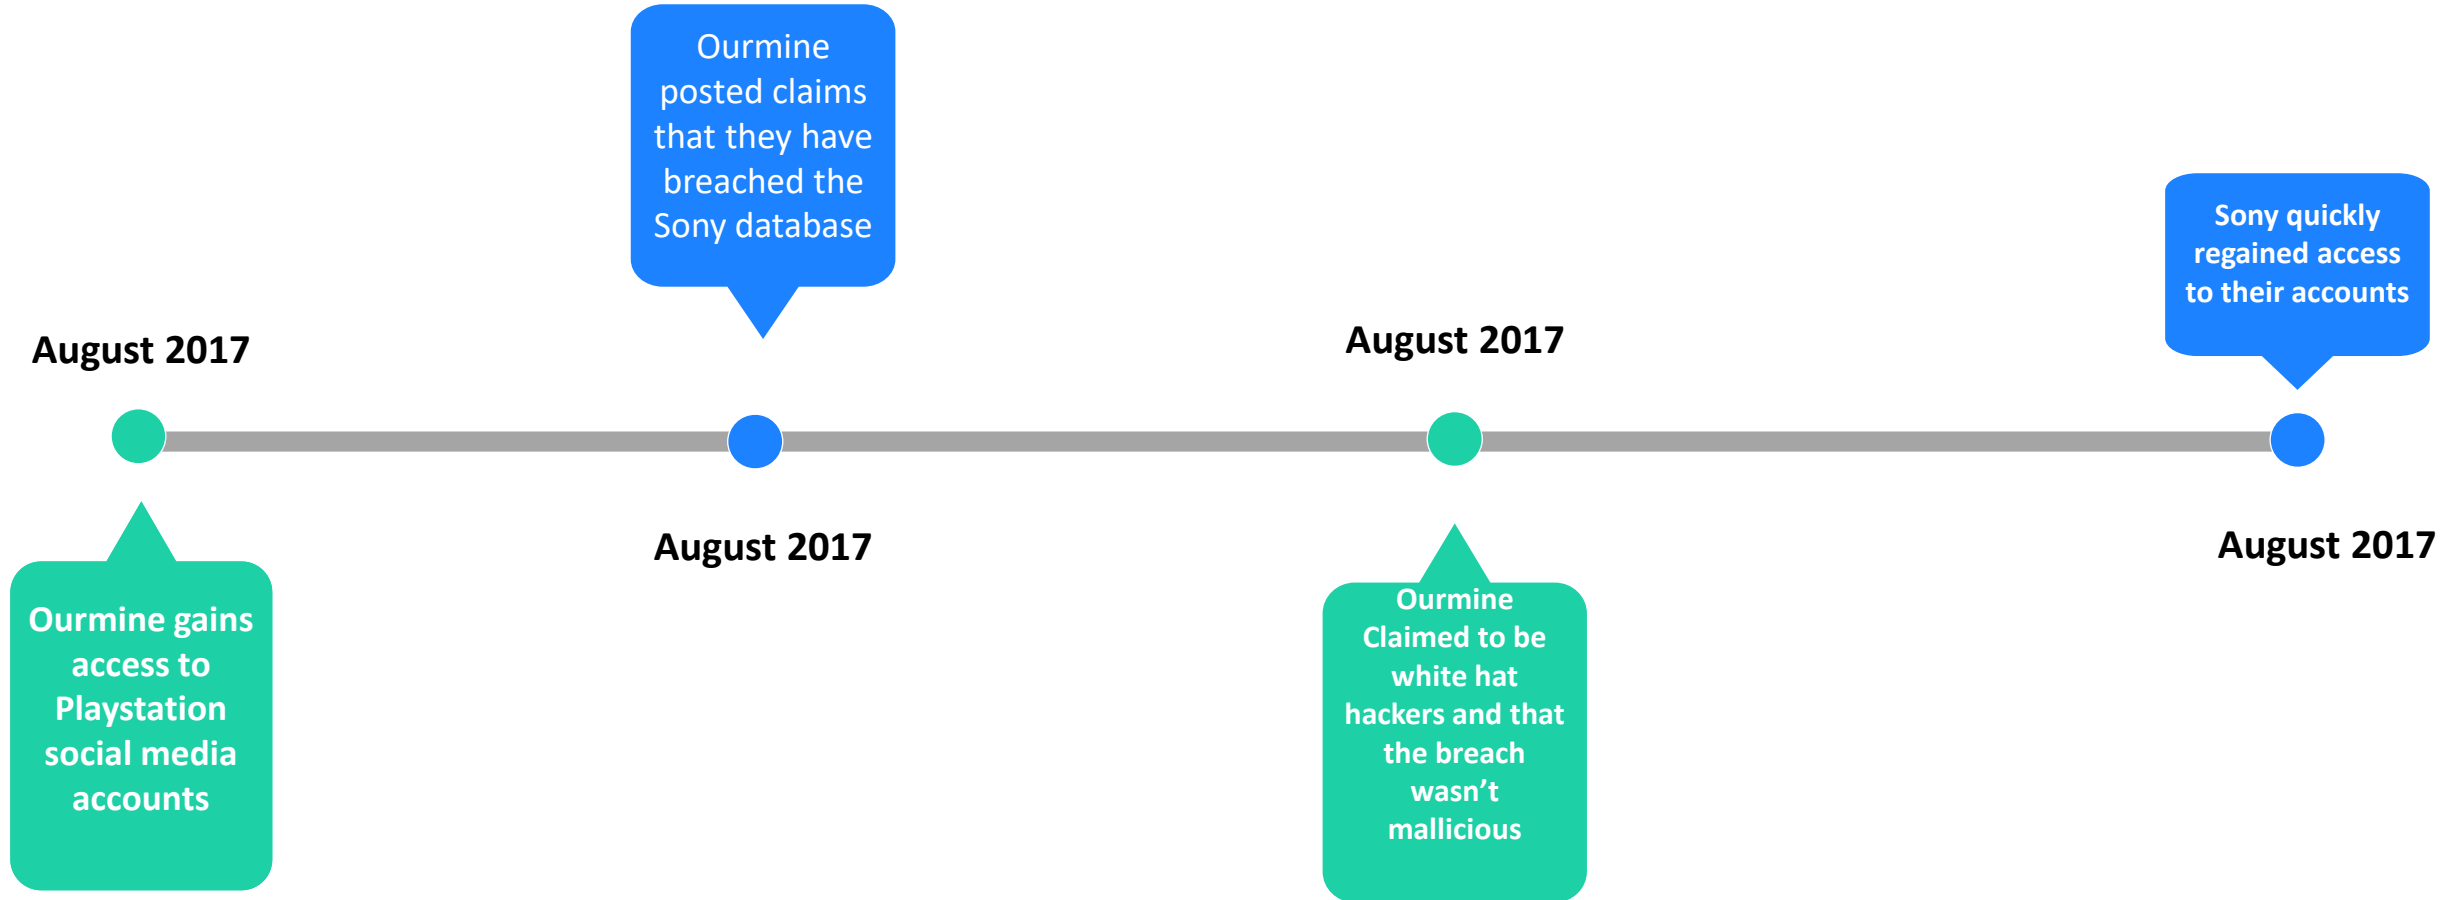 August 2017
Ourmine gains
access to
Playstation
social media
accounts
Ourmine
posted claims
that they have
breached the
Sony database
August 2017
August 2017
Ourmine
Claimed to be
white hat
hackers and that
the breach
wasn’t
mallicious
Sony quickly
regained access
to their accounts
August 2017